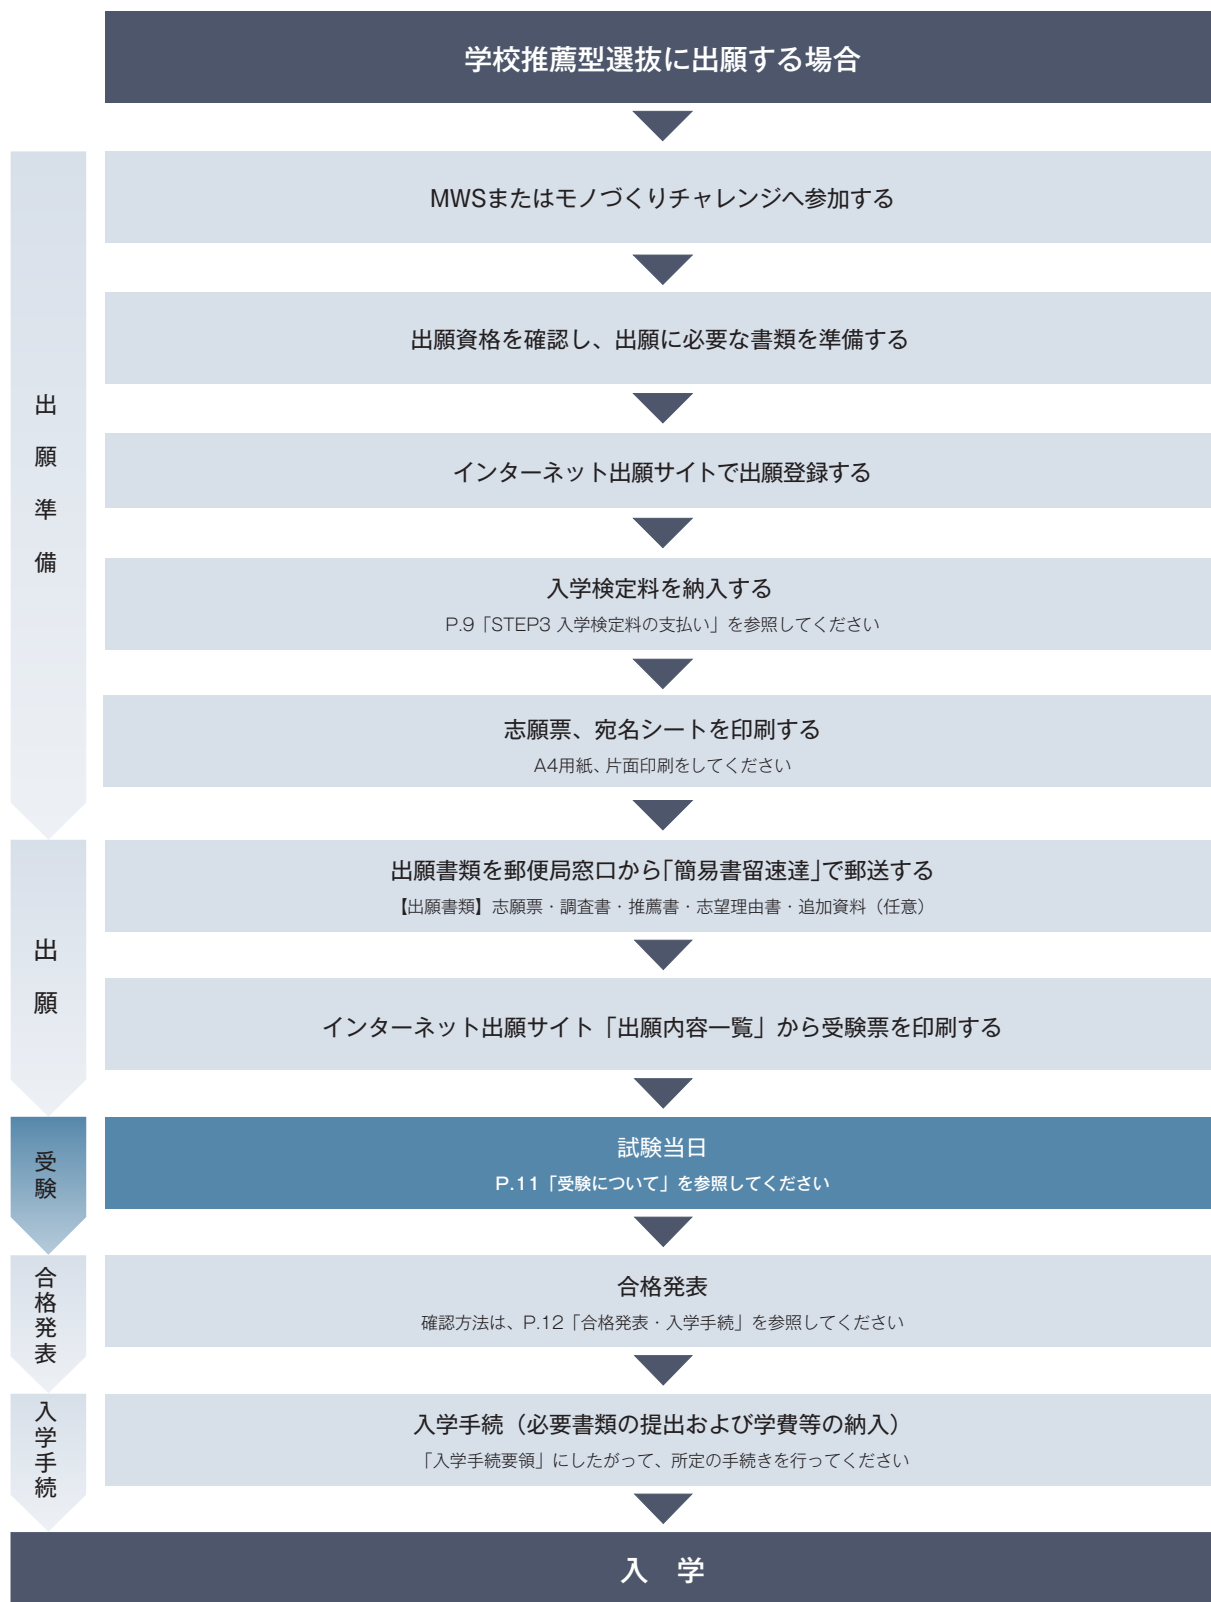 学校推薦型選抜に出願する場合
出願準備
MWSまたはモノづくりチャレンジへ参加する
出願資格を確認し、出願に必要な書類を準備する
インターネット出願サイトで出願登録する
入学検定料を納入する
P.9「STEP3 入学検定料の支払い」を参照してください
志願票、宛名シートを印刷する
A4用紙、片面印刷をしてください
出願
出願書類を郵便局窓口から「簡易書留速達」で郵送する
【出願書類】志願票・調査書・推薦書・志望理由書・追加資料（任意）
インターネット出願サイト「出願内容一覧」から受験票を印刷する
受験
試験当日
P.11「受験について」を参照してください
合格発表
合格発表
確認方法は、P.12「合格発表・入学手続」を参照してください
入学手続
入学手続（必要書類の提出および学費等の納入）
「入学手続要領」にしたがって、所定の手続きを行ってください
入　学